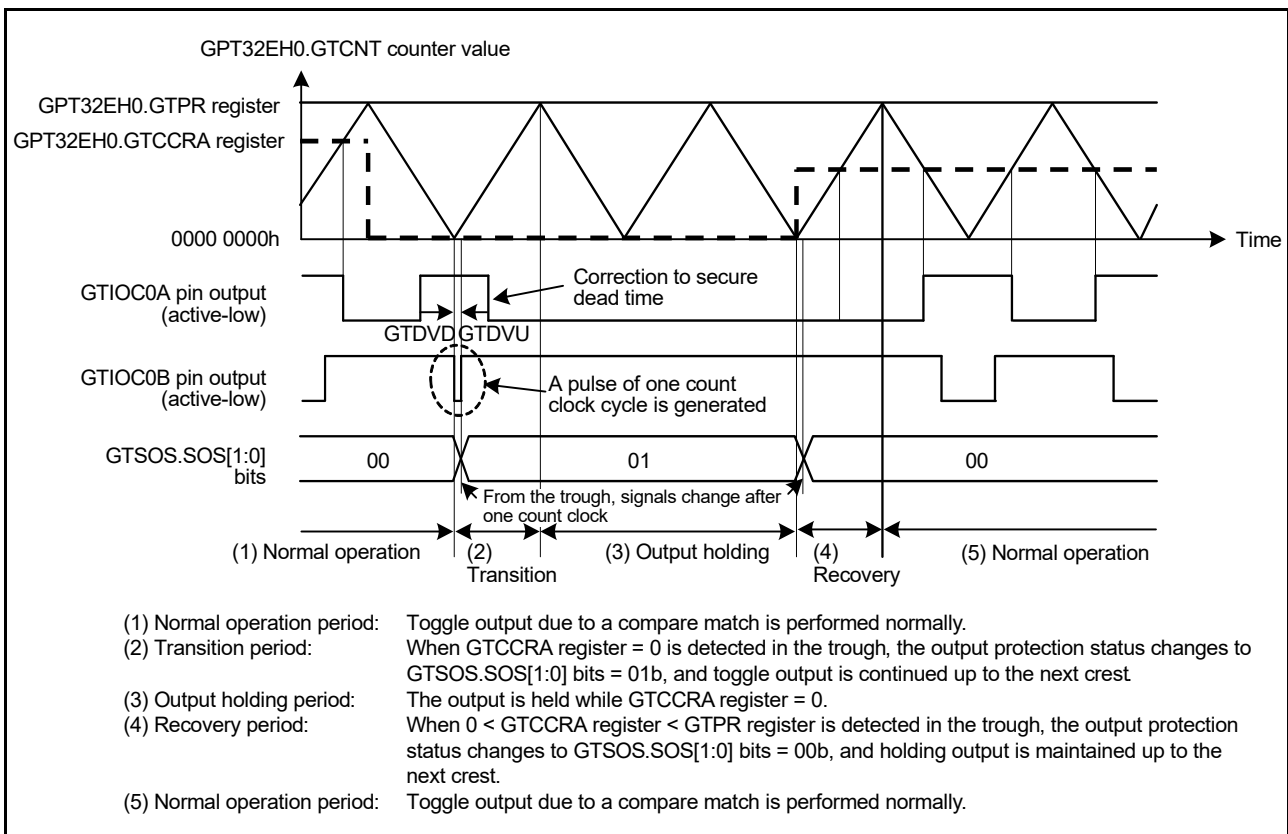 GPT32EH0.GTCNT counter value
GPT32EH0.GTPR register
GPT32EH0.GTCCRA register
0000 0000h
Time
GTIOC0A pin output
(active-low)
Correction to secure
dead time
GTDVD GTDVU
GTIOC0B pin output
(active-low)
A pulse of one count
clock cycle is generated
GTSOS.SOS[1:0]
bits
00
01
00
From the trough, signals change after
one count clock
(1) Normal operation
(2)
Transition
(3) Output holding
(4)
Recovery
(5) Normal operation
(1) Normal operation period: Toggle output due to a compare match is performed normally.
(2) Transition period: When GTCCRA register = 0 is detected in the trough, the output protection status changes to
GTSOS.SOS[1:0] bits = 01b, and toggle output is continued up to the next crest.
(3) Output holding period: The output is held while GTCCRA register = 0.
(4) Recovery period: When 0 < GTCCRA register < GTPR register is detected in the trough, the output protection
status changes to GTSOS.SOS[1:0] bits = 00b, and holding output is maintained up to the
next crest.
(5) Normal operation period: Toggle output due to a compare match is performed normally.